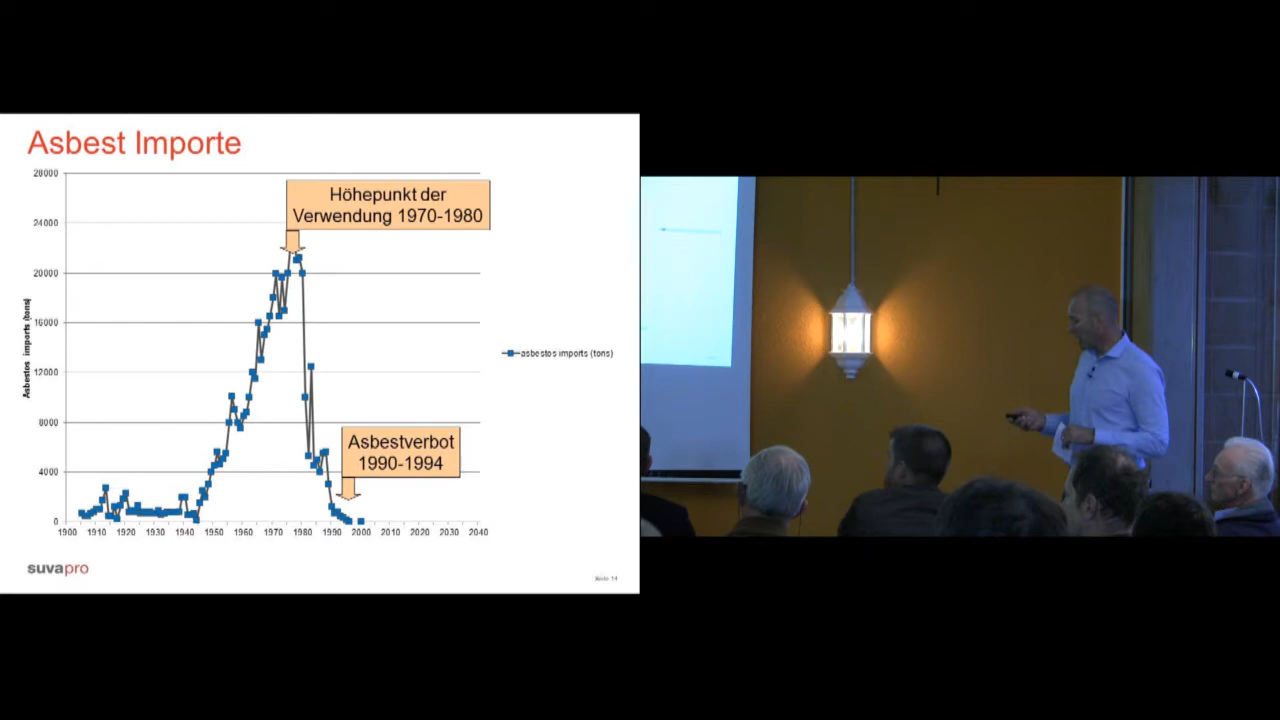 Asbest Importe
28000
24000
20000
16000
12000
8000
4000
0
Asbestos imports (tons)
Höhepunkt der
Verwendung 1970-1980
Asbestverbot
1990-1994
asbestos imports (tons)
1900 1910 1920 1930 1940 1950 1960 1970 1980 1990 2000 2010 2020 2030 2040
suvapro
Seite 14